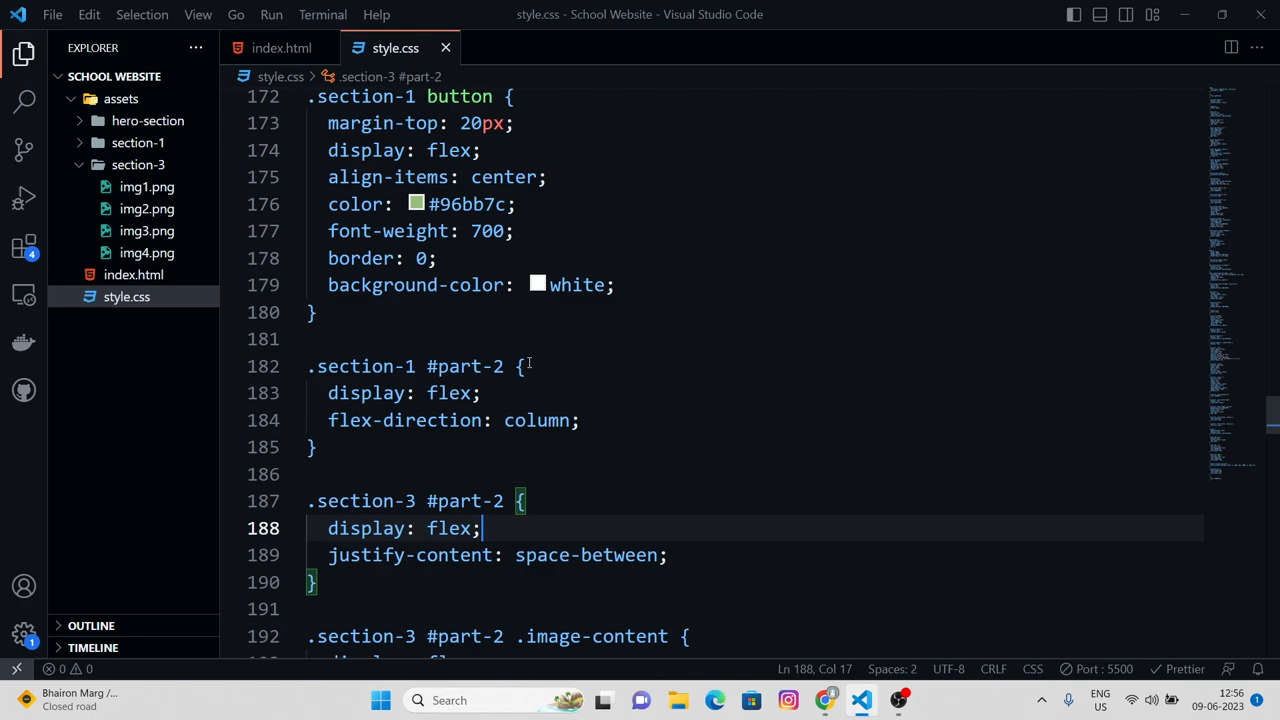 File Edit Selection View Go Run Terminal Help
style.css - School Website - Visual Studio Code
EXPLORER
index.html
style.css
SCHOOL WEBSITE
style.css > .section-3 #part-2
assets
hero-section
section-1
section-3
img1.png
img2.png
img3.png
img4.png
index.html
style.css
172 .section-1 button {
173 margin-top: 20px;
174 display: flex;
175 align-items: center;
176 color: #96bb7c;
177 font-weight: 700;
178 border: 0;
179 background-color: white;
180 }
181
182 .section-1 #part-2 {
183 display: flex;
184 flex-direction: column;
185 }
186
187 .section-3 #part-2 {
188 display: flex;
189 justify-content: space-between;
190 }
191
192 .section-3 #part-2 .image-content {
4
1
OUTLINE
TIMELINE
0 0
Ln 188, Col 17 Spaces: 2 UTF-8 CRLF CSS Port : 5500 Prettier
Bhairon Marg /...
Closed road
Search
ENG
US
12:56
09-06-2023